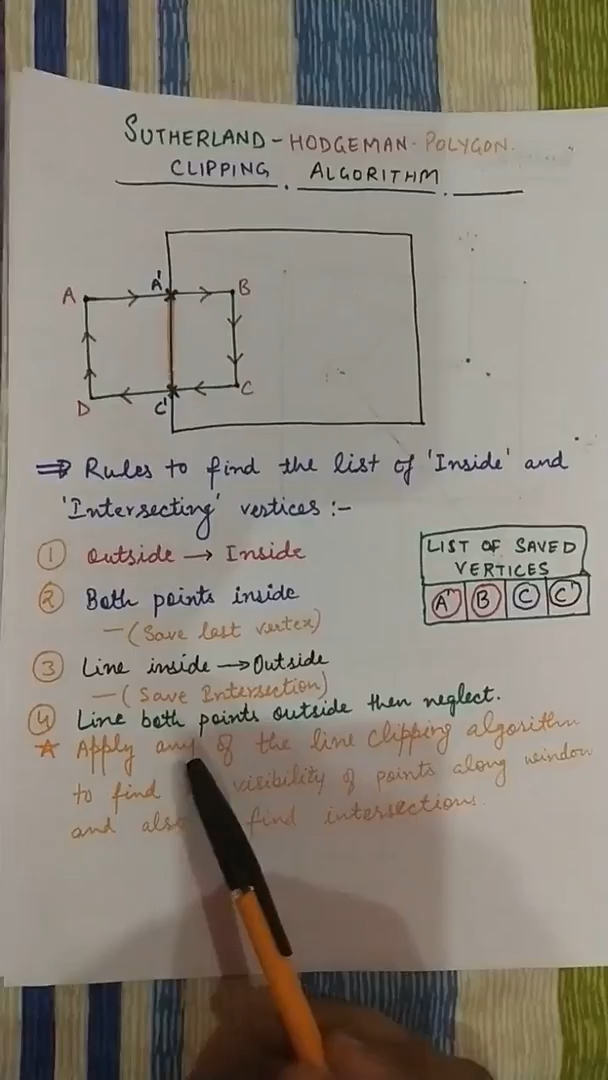 SUTHERLAND-HODGEMAN-POLYGON
CLIPPING ALGORITHM
A
A'
B
D
C'
C
⇒ Rules to find the list of 'Inside' and
'Intersecting' vertices :-
① Outside → Inside
② Both points inside
-(Save last vertex)
③ Line inside → Outside
-(Save Intersection)
④ Line both points outside then neglect.
LIST OF SAVED
VERTICES
A' B C C'
☆ Apply any of the line clipping algorithm
to find visibility of points along window
and also find intersections.